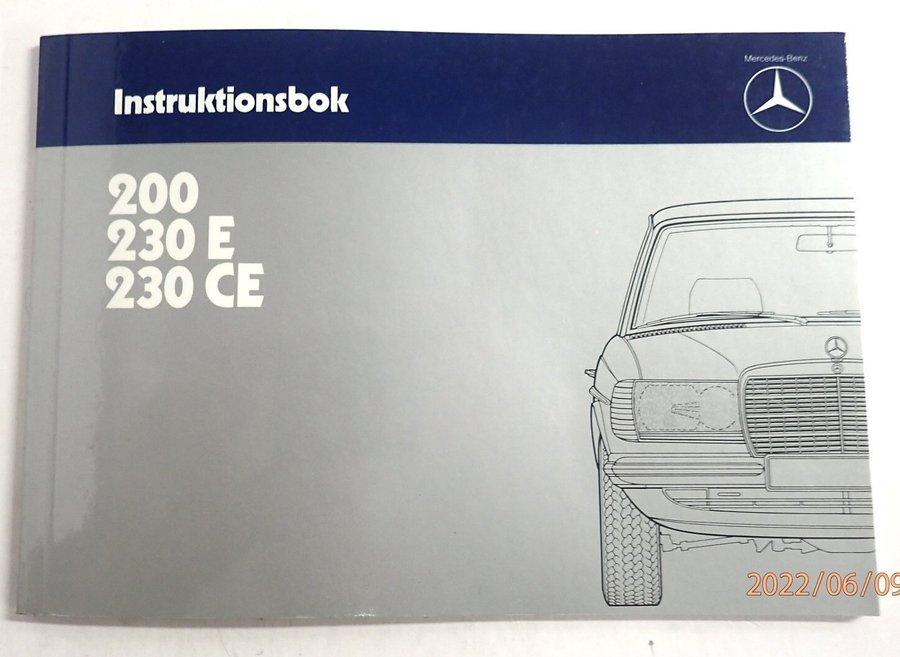 Mercedes-Benz
Instruktionsbok
200
230 E
230 CE
2022/06/09